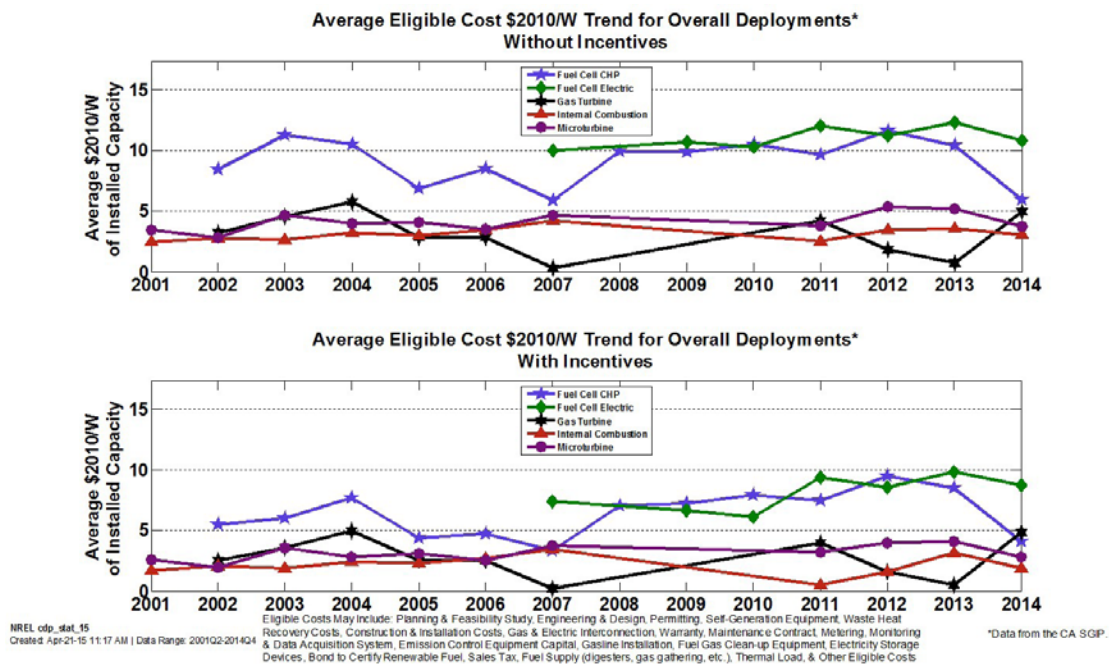 Average Eligible Cost $2010/W Trend for Overall Deployments*
Without Incentives
Average $2010/W
of Installed Capacity
15
10
5
0
Fuel Cell CHP
Fuel Cell Electric
Gas Turbine
Internal Combustion
Microturbine
2001 2002 2003 2004 2005 2006 2007 2008 2009 2010 2011 2012 2013 2014
Average Eligible Cost $2010/W Trend for Overall Deployments*
With Incentives
Average $2010/W
of Installed Capacity
15
10
5
0
Fuel Cell CHP
Fuel Cell Electric
Gas Turbine
Internal Combustion
Microturbine
2001 2002 2003 2004 2005 2006 2007 2008 2009 2010 2011 2012 2013 2014
NREL cdp_stat_15
Created: Apr-21-15 11:17 AM | Data Range: 2001Q2-2014Q4
Eligible Costs May Include: Planning & Feasibility Study, Engineering & Design, Permitting, Self-Generation Equipment, Waste Heat
Recovery Costs, Construction & Installation Costs, Gas & Electric Interconnection, Warranty, Maintenance Contract, Metering, Monitoring
& Data Acquisition System, Emission Control Equipment Capital, Gasline Installation, Fuel Gas Clean-up Equipment, Electricity Storage
Devices, Bond to Certify Renewable Fuel, Sales Tax, Fuel Supply (digesters, gas gathering, etc.), Thermal Load, & Other Eligible Costs
*Data from the CA SGIP.